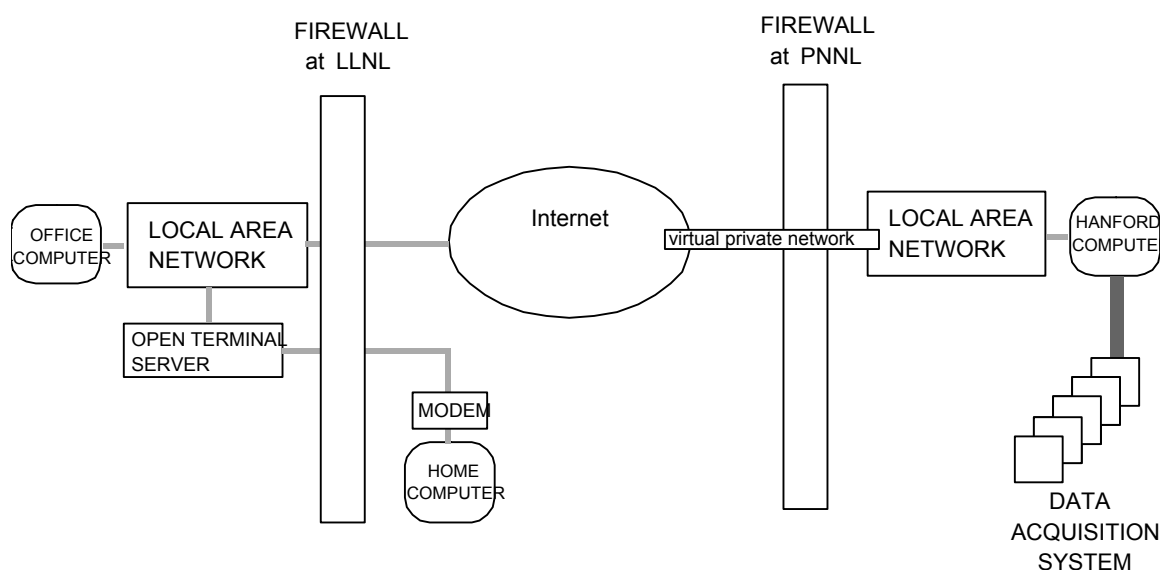 FIREWALL
at LLNL
FIREWALL
at PNNL
OFFICE
COMPUTER
LOCAL AREA
NETWORK
Internet
virtual private network
LOCAL AREA
NETWORK
HANFORD
COMPUTE
OPEN TERMINAL
SERVER
MODEM
HOME
COMPUTER
DATA
ACQUISITION
SYSTEM